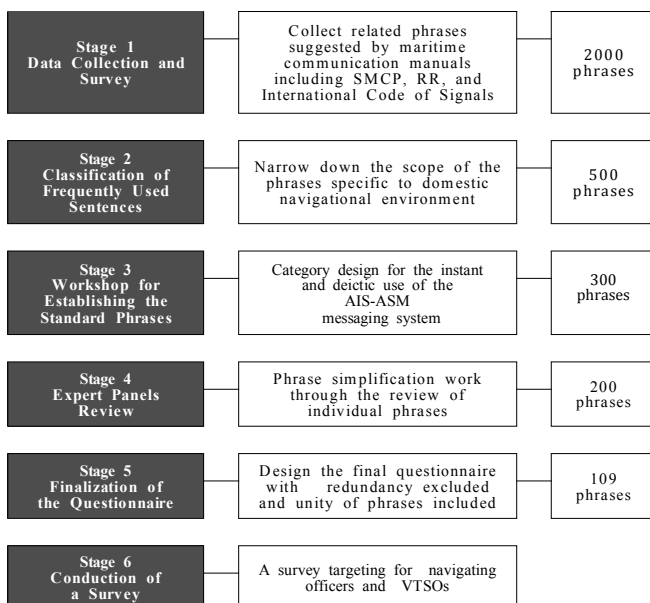 Stage 1
Data Collection and
Survey
Collect related phrases
suggested by maritime
communication manuals
including SMCP, RR, and
International Code of Signals
2000
phrases
Stage 2
Classification of
Frequently Used
Sentences
Narrow down the scope of the
phrases specific to domestic
navigational environment
500
phrases
Stage 3
Workshop for
Establishing the
Standard Phrases
Category design for the instant
and deictic use of the
AIS-ASM
messaging system
300
phrases
Stage 4
Expert Panels
Review
Phrase simplification work
through the review of
individual phrases
200
phrases
Stage 5
Finalization of
the Questionnaire
Design the final questionnaire
with redundancy excluded
and unity of phrases included
109
phrases
Stage 6
Conduction of
a Survey
A survey targeting for navigating
officers and VTSOs